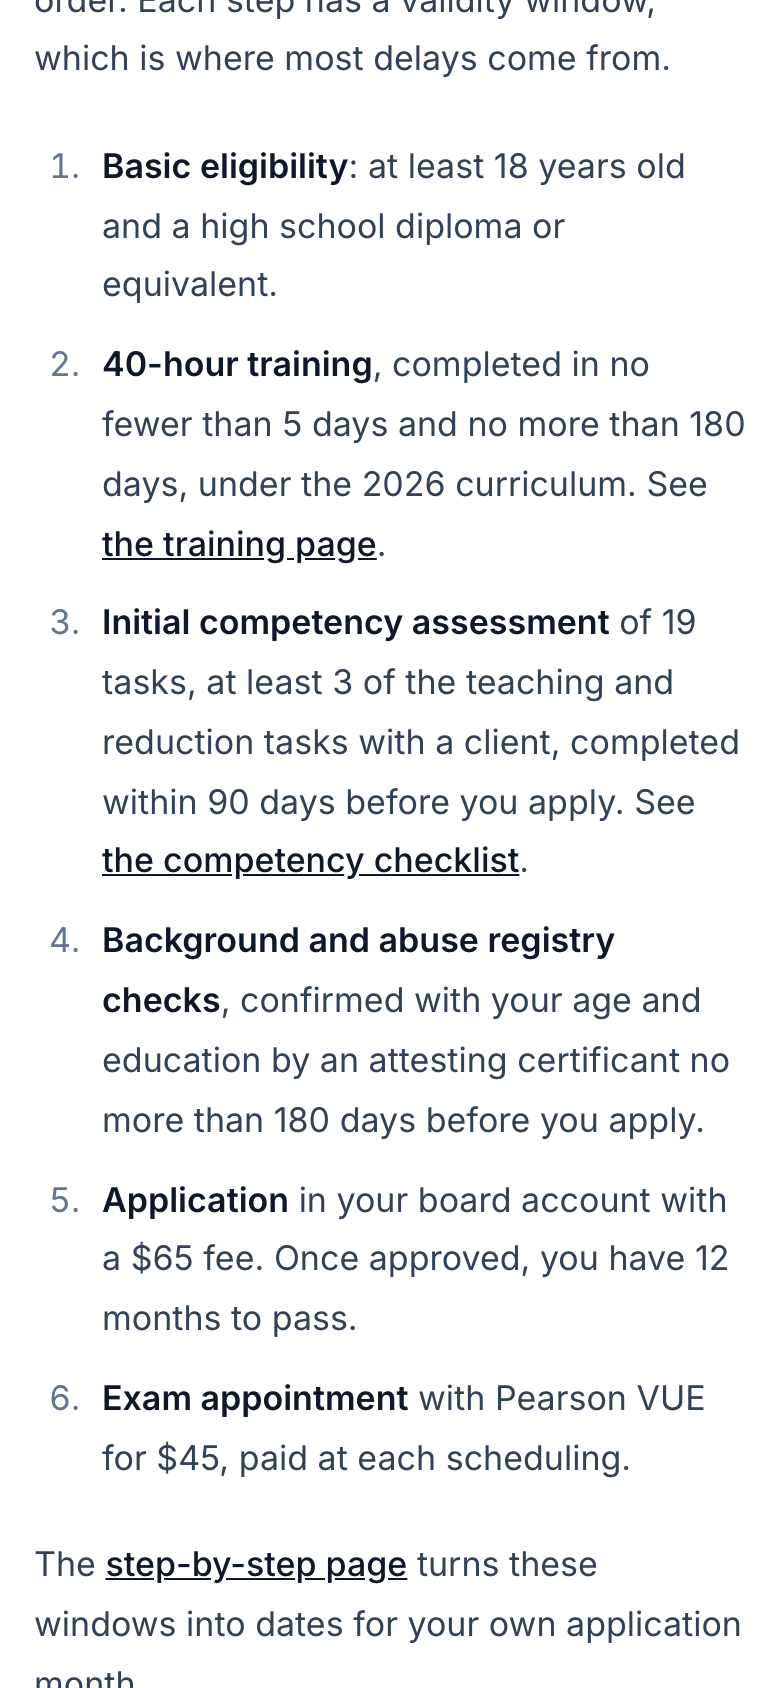 order. Each step has a validity window,
which is where most delays come from.
1. Basic eligibility: at least 18 years old
and a high school diploma or
equivalent.
2. 40-hour training, completed in no
fewer than 5 days and no more than 180
days, under the 2026 curriculum. See
the training page.
3. Initial competency assessment of 19
tasks, at least 3 of the teaching and
reduction tasks with a client, completed
within 90 days before you apply. See
the competency checklist.
4. Background and abuse registry
checks, confirmed with your age and
education by an attesting certificant no
more than 180 days before you apply.
5. Application in your board account with
a $65 fee. Once approved, you have 12
months to pass.
6. Exam appointment with Pearson VUE
for $45, paid at each scheduling.
The step-by-step page turns these
windows into dates for your own application
month.